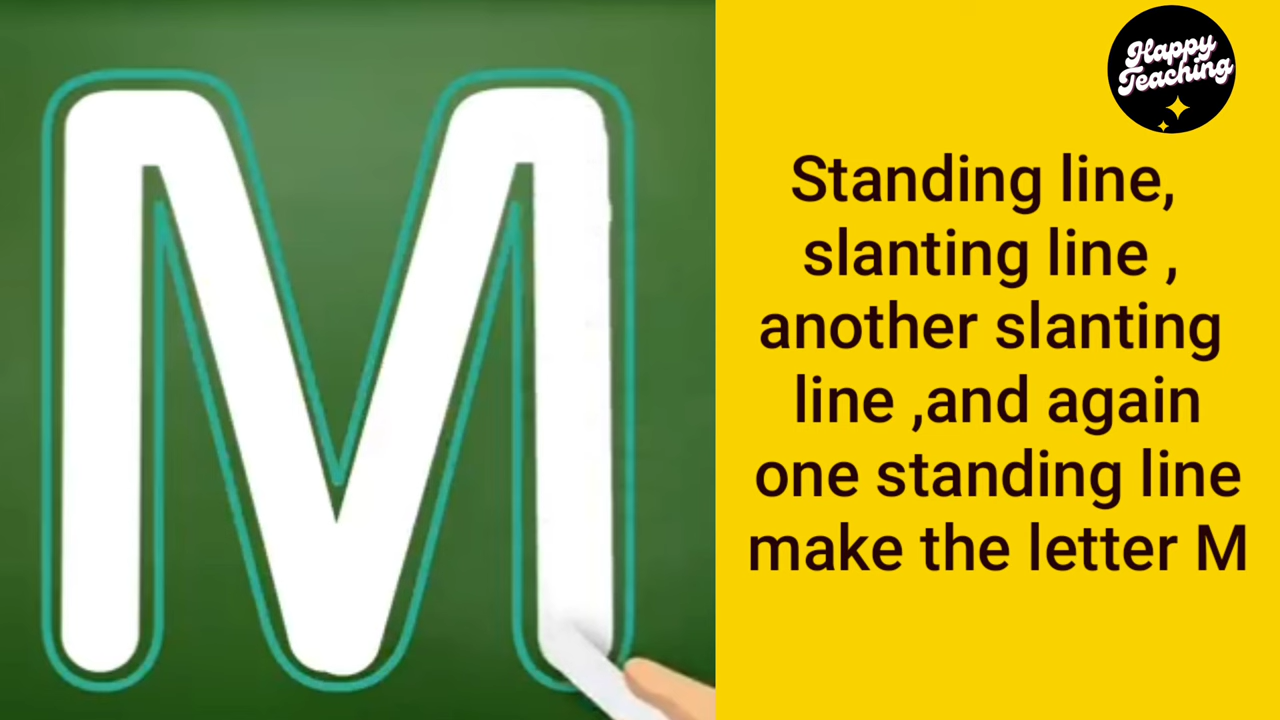 M
Happy
Teaching
Standing line,
slanting line ,
another slanting
line ,and again
one standing line
make the letter M